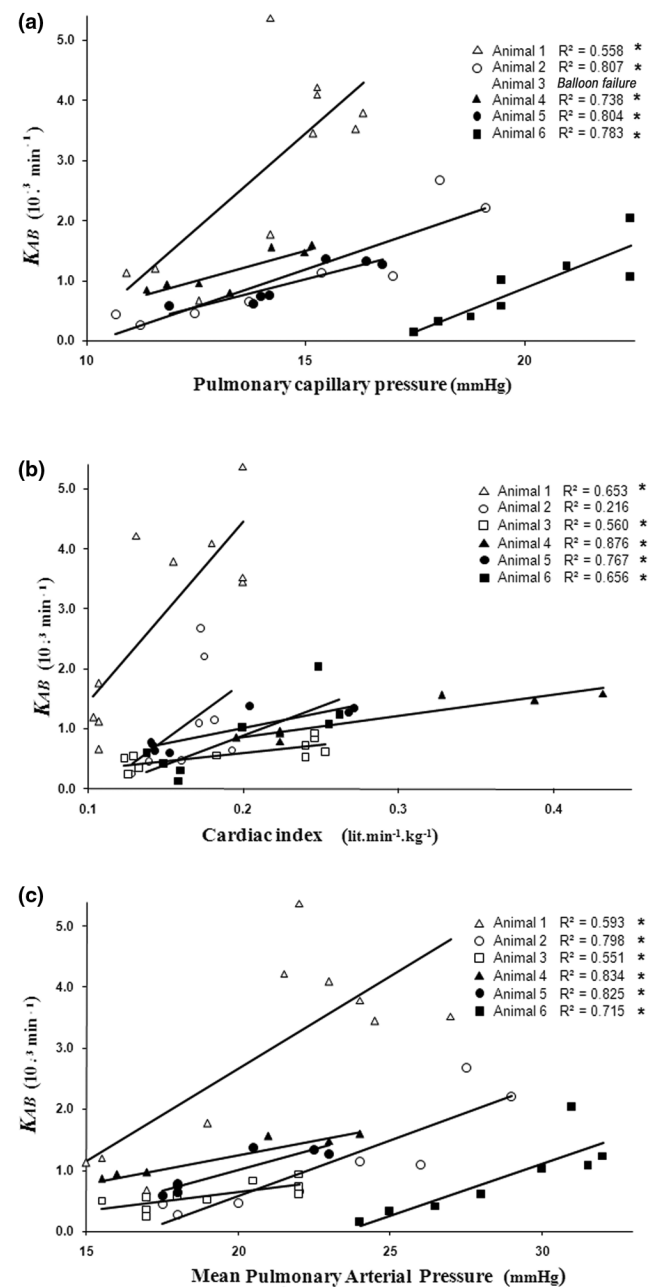 (a)
5.0
4.0
3.0
2.0
1.0
0.0
KAB (10⁻³ min⁻¹)
△ Animal 1 R² = 0.558 *
○ Animal 2 R² = 0.807 *
Animal 3 Balloon failure
▲ Animal 4 R² = 0.738 *
● Animal 5 R² = 0.804 *
■ Animal 6 R² = 0.783 *
10 15 20
Pulmonary capillary pressure (mmHg)
(b)
5.0
4.0
3.0
2.0
1.0
0.0
KAB (10⁻³ min⁻¹)
△ Animal 1 R² = 0.653 *
○ Animal 2 R² = 0.216
□ Animal 3 R² = 0.560 *
▲ Animal 4 R² = 0.876 *
● Animal 5 R² = 0.767 *
■ Animal 6 R² = 0.656 *
0.1 0.2 0.3 0.4
Cardiac index (lit.min⁻¹.kg⁻¹)
(c)
5.0
4.0
3.0
2.0
1.0
0.0
KAB (10⁻³ min⁻¹)
△ Animal 1 R² = 0.593 *
○ Animal 2 R² = 0.798 *
□ Animal 3 R² = 0.551 *
▲ Animal 4 R² = 0.834 *
● Animal 5 R² = 0.825 *
■ Animal 6 R² = 0.715 *
15 20 25 30
Mean Pulmonary Arterial Pressure (mmHg)